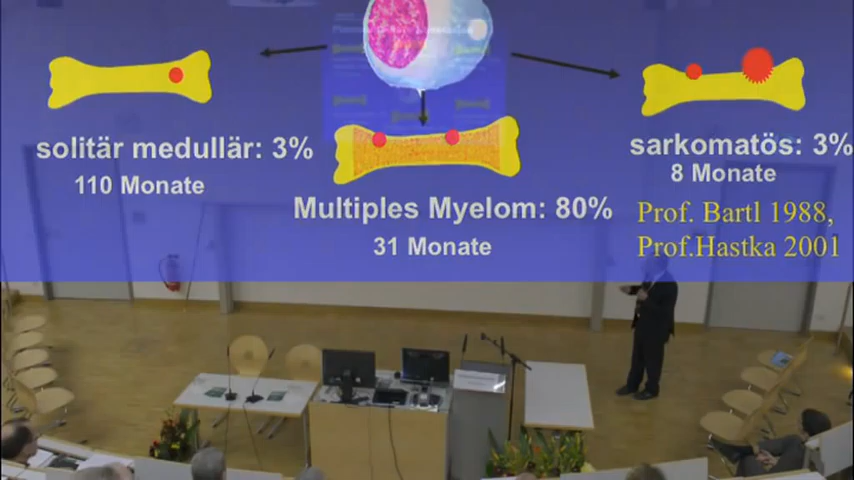 solitär medullär: 3%
110 Monate
Multiples Myelom: 80%
31 Monate
sarkomatös: 3%
8 Monate
Prof. Bartl 1988,
Prof.Hastka 2001